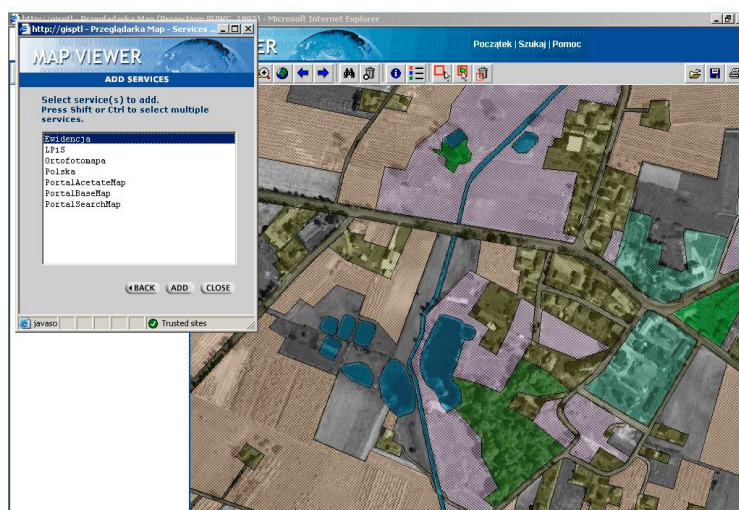 http://gisptl - Przeglądarka Map (Projection: PUWG_1992) - Microsoft Internet Explorer
http://gisptl - Przeglądarka Map - Services ...
ER
Początek | Szukaj | Pomoc
MAP VIEWER
ADD SERVICES
Select service(s) to add.
Press Shift or Ctrl to select multiple
services.
Ewidencja
LPiS
Ortofotomapa
Polska
PortalAcetateMap
PortalBaseMap
PortalSearchMap
BACK ADD CLOSE
javasc Trusted sites